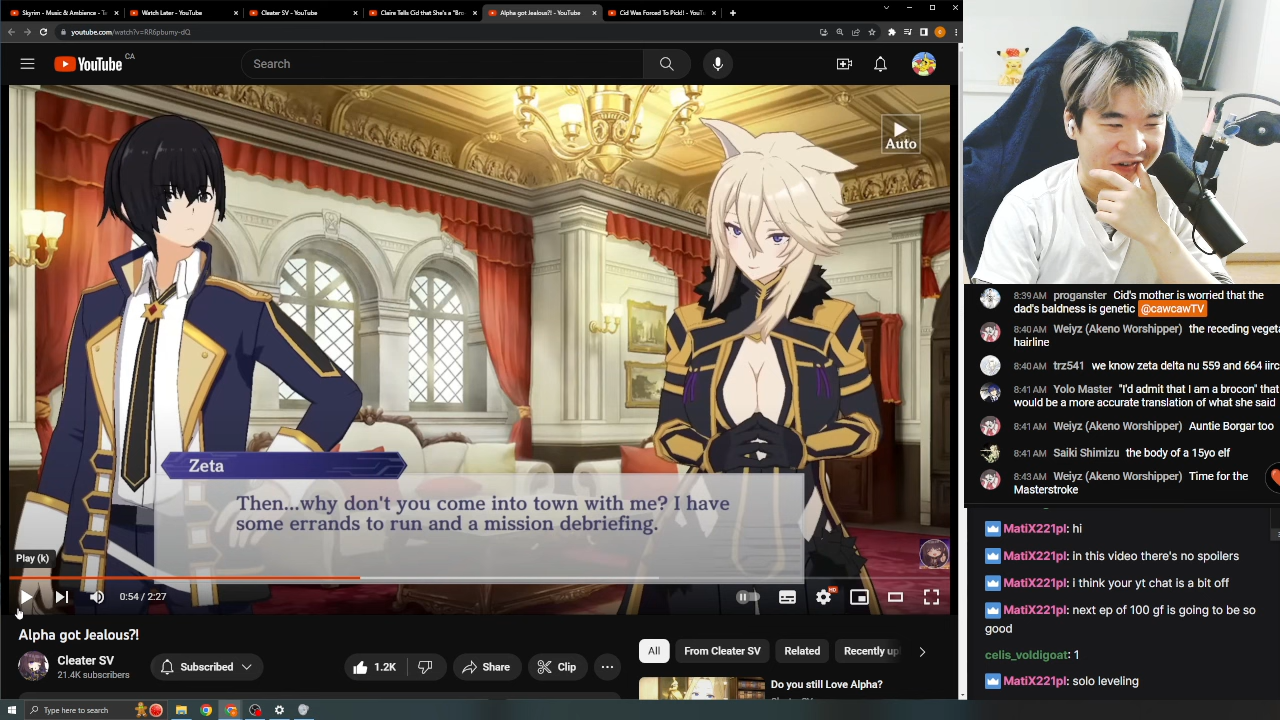 Skyrim - Music & Ambience - T
Watch Later - YouTube
Cleater SV - YouTube
Claire Tells Cid that She's a "Bro
Alpha got Jealous?! - YouTube
Cid Was Forced To Pick!! - YouT
youtube.com/watch?v=RR6pbumy-dQ
YouTube CA
Search
Auto
Zeta
Then...why don't you come into town with me? I have
some errands to run and a mission debriefing.
Play (k)
0:54 / 2:27
HD
Alpha got Jealous?!
Cleater SV
21.4K subscribers
Subscribed
1.2K
Share
Clip
All
From Cleater SV
Related
Recently up
Do you still Love Alpha?
Type here to search
8:39 AM proganster Cid's mother is worried that the
dad's baldness is genetic @cawcawTV
8:40 AM Weiyz (Akeno Worshipper) the receding vegeta
hairline
8:40 AM trz541 we know zeta delta nu 559 and 664 iirc
8:41 AM Yolo Master "I'd admit that I am a brocon" that
would be a more accurate translation of what she said
8:41 AM Weiyz (Akeno Worshipper) Auntie Borgar too
8:41 AM Saiki Shimizu the body of a 15yo elf
8:43 AM Weiyz (Akeno Worshipper) Time for the
Masterstroke
MatiX221pl: hi
MatiX221pl: in this video there's no spoilers
MatiX221pl: i think your yt chat is a bit off
MatiX221pl: next ep of 100 gf is going to be so
good
celis_voldigoat: 1
MatiX221pl: solo leveling